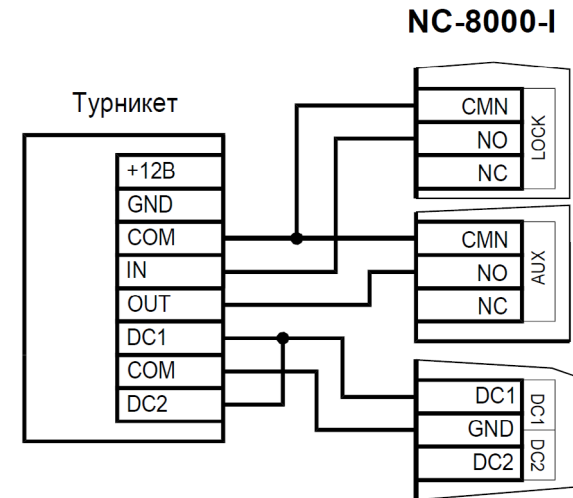 NC-8000-I
Турникет
+12В
GND
COM
IN
OUT
DC1
COM
DC2
CMN
NO
NC
LOCK
CMN
NO
NC
AUX
DC1
GND
DC2
DC1
DC2